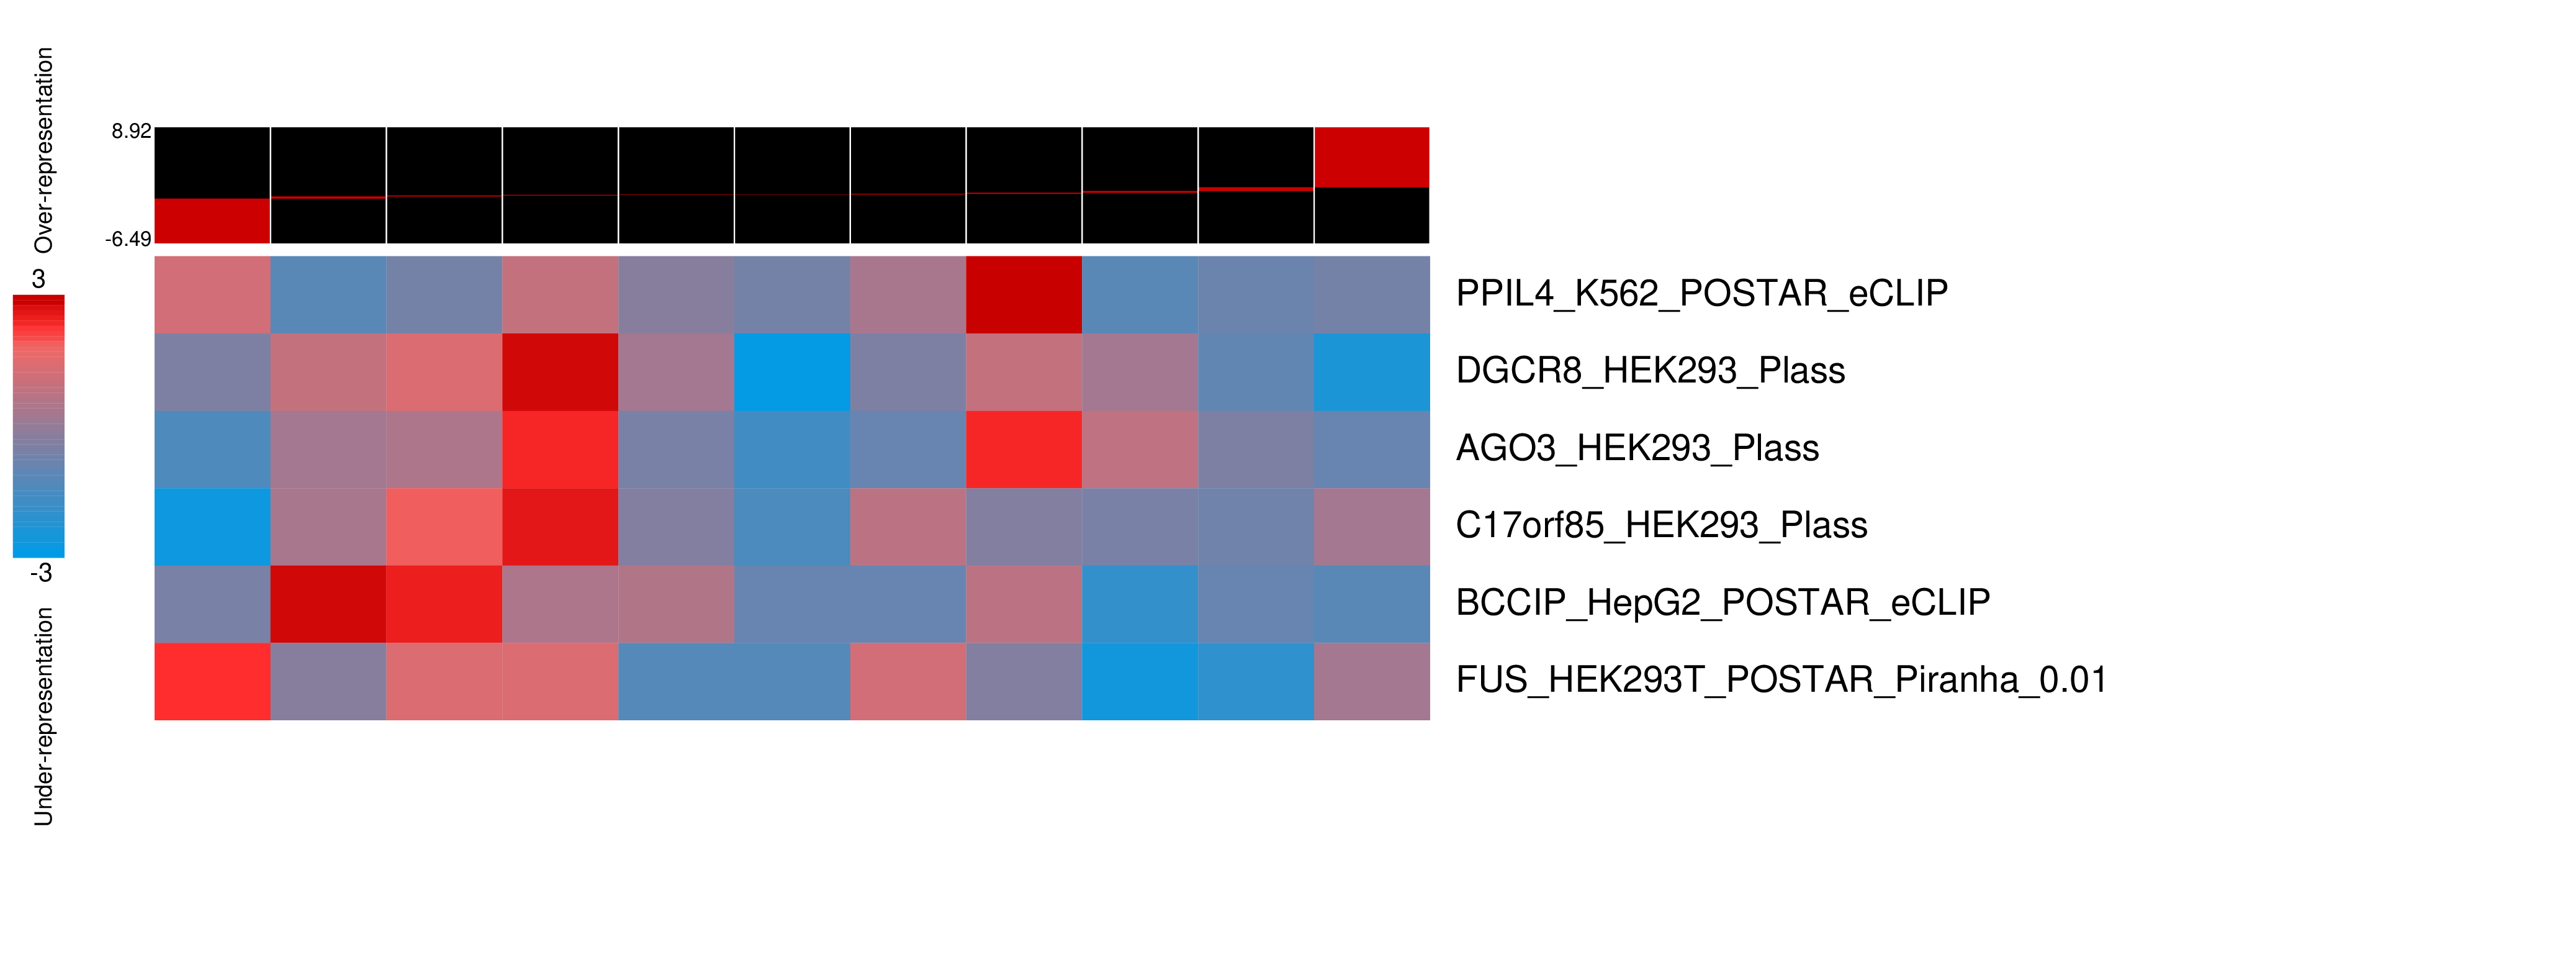 Over-representation
8.92
-6.49
3
-3
Under-representation
PPIL4_K562_POSTAR_eCLIP
DGCR8_HEK293_Plass
AGO3_HEK293_Plass
C17orf85_HEK293_Plass
BCCIP_HepG2_POSTAR_eCLIP
FUS_HEK293T_POSTAR_Piranha_0.01